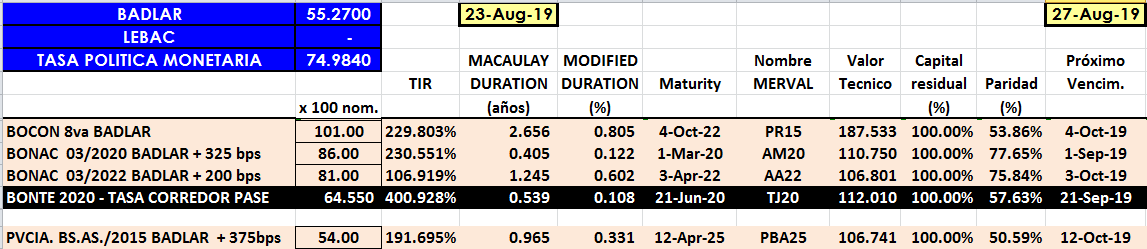 BADLAR 55.2700 23-Aug-19 27-Aug-19
LEBAC -
TASA POLITICA MONETARIA 74.9840 MACAULAY MODIFIED Nombre Valor Capital Próximo
TIR DURATION DURATION Maturity MERVAL Tecnico residual Paridad Vencim.
x 100 nom. (años) (%) (%) (%)
BOCON 8va BADLAR 101.00 229.803% 2.656 0.805 4-Oct-22 PR15 187.533 100.00% 53.86% 4-Oct-19
BONAC 03/2020 BADLAR + 325 bps 86.00 230.551% 0.405 0.122 1-Mar-20 AM20 110.750 100.00% 77.65% 1-Sep-19
BONAC 03/2022 BADLAR + 200 bps 81.00 106.919% 1.245 0.602 3-Apr-22 AA22 106.801 100.00% 75.84% 3-Oct-19
BONTE 2020 - TASA CORREDOR PASE 64.550 400.928% 0.539 0.108 21-Jun-20 TJ20 112.010 100.00% 57.63% 21-Sep-19
PVCIA. BS.AS./2015 BADLAR + 375bps 54.00 191.695% 0.965 0.331 12-Apr-25 PBA25 106.741 100.00% 50.59% 12-Oct-19